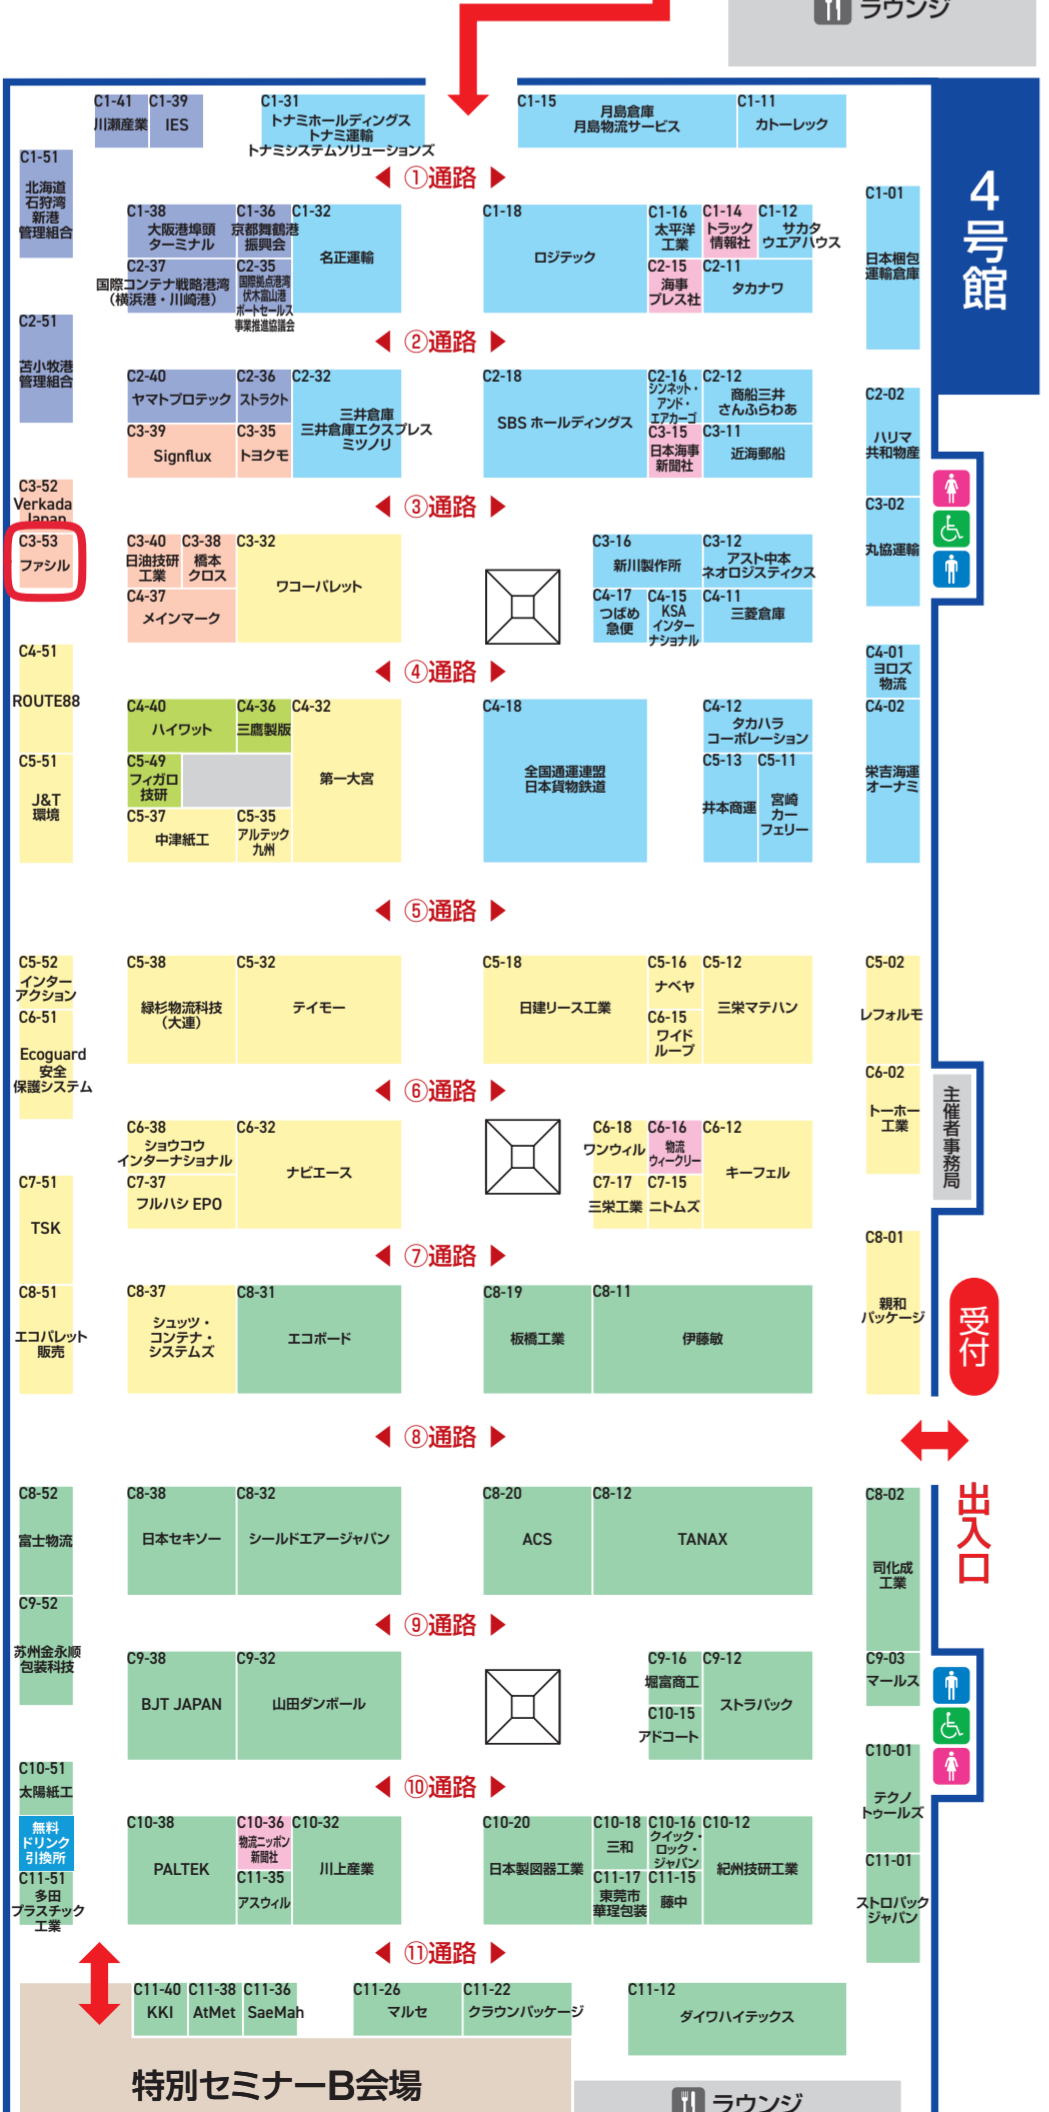 ラウンジ
4号館
C1-41
川瀬産業
C1-39
IES
C1-31
トナミホールディングス
トナミ運輸
トナミシステムソリューションズ
C1-15
月島倉庫
月島物流サービス
C1-11
カトーレック
C1-51
北海道
石狩湾
新港
管理組合
①通路
C1-01
日本梱包
運輸倉庫
C1-38
大阪港埠頭
ターミナル
C1-36
京都舞鶴港
振興会
C1-32
名正運輸
C1-18
ロジテック
C1-16
太平洋
工業
C1-14
トラック
情報社
C1-12
サカタ
ウエアハウス
C2-37
国際コンテナ戦略港湾
（横浜港・川崎港）
C2-35
国際拠点港湾
伏木富山港
ポートセールス
事業推進協議会
C2-15
海事
プレス社
C2-11
タカナワ
C2-51
苫小牧港
管理組合
②通路
C2-40
ヤマトプロテック
C2-36
ストラクト
C2-32
三井倉庫
三井倉庫エクスプレス
ミツノリ
C2-18
SBS ホールディングス
C2-16
シンネット・
アンド・
エアカーゴ
C2-12
商船三井
さんふらわあ
C2-02
ハリマ
共和物産
C3-39
Signflux
C3-35
トヨクモ
C3-15
日本海事
新聞社
C3-11
近海郵船
C3-52
Verkada
Japan
③通路
C3-02
丸協運輸
C3-53
ファシル
C3-40
日油技研
工業
C3-38
橋本
クロス
C3-32
ワコーパレット
C3-16
新川製作所
C3-12
アスト中本
ネオロジスティクス
C4-37
メインマーク
C4-17
つばめ
急便
C4-15
KSA
インター
ナショナル
C4-11
三菱倉庫
C4-51
ROUTE88
④通路
C4-01
ヨロズ
物流
C4-40
ハイワット
C4-36
三鷹製版
C4-32
第一大宮
C4-18
全国通運連盟
日本貨物鉄道
C4-12
タカハラ
コーポレーション
C4-02
栄吉海運
オーナミ
C5-51
J&T
環境
C5-49
フィガロ
技研
C5-13
井本商運
C5-11
宮崎
カー
フェリー
C5-37
中津紙工
C5-35
アルテック
九州
⑤通路
C5-52
インター
アクション
C5-38
緑杉物流科技
（大連）
C5-32
テイモー
C5-18
日建リース工業
C5-16
ナベヤ
C5-12
三栄マテハン
C5-02
レフォルモ
C6-51
Ecoguard
安全
保護システム
C6-15
ワイド
ループ
⑥通路
C6-02
トーホー
工業
主催者事務局
C6-38
ショウコウ
インターナショナル
C6-32
ナビエース
C6-18
ワンウィル
C6-16
物流
ウィークリー
C6-12
キーフェル
C7-51
TSK
C7-37
フルハシ EPO
C7-17
三栄工業
C7-15
ニトムズ
⑦通路
C8-01
親和
パッケージ
C8-51
エコパレット
販売
C8-37
シュッツ・
コンテナ・
システムズ
C8-31
エコボード
C8-19
板橋工業
C8-11
伊藤敏
受付
⑧通路
出入口
C8-52
富士物流
C8-38
日本セキソー
C8-32
シールドエアージャパン
C8-20
ACS
C8-12
TANAX
C8-02
司化成
工業
C9-52
苏州金永顺
包装科技
⑨通路
C9-38
BJT JAPAN
C9-32
山田ダンボール
C9-16
堀富商工
C9-12
ストラパック
C9-03
マールス
C10-15
アドコート
C10-51
太陽紙工
⑩通路
C10-01
テクノ
トゥールズ
無料
ドリンク
引換所
C10-38
PALTEK
C10-36
物流ニッポン
新聞社
C10-32
川上産業
C10-20
日本製図器工業
C10-18
三和
C10-16
クイック・
ロック・
ジャパン
C10-12
紀州技研工業
C11-51
多田
プラスチック
工業
C11-35
アスウィル
C11-17
東莞市
華珵包装
C11-15
藤中
C11-01
ストロパック
ジャパン
⑪通路
C11-40
KKI
C11-38
AtMet
C11-36
SaeMah
C11-26
マルセ
C11-22
クラウンパッケージ
C11-12
ダイワハイテックス
特別セミナーB会場
ラウンジ